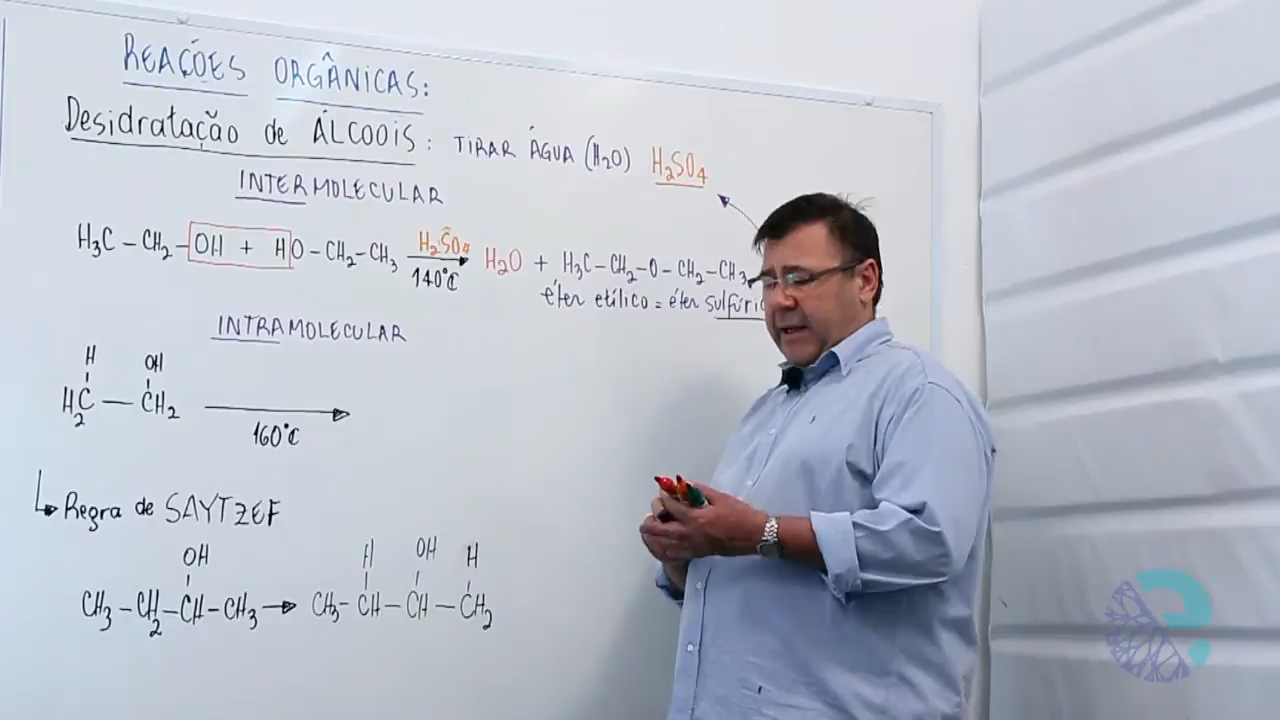 REAÇÕES ORGÂNICAS:
Desidratação de ÁLCOOIS: TIRAR ÁGUA (H2O) H2SO4
INTERMOLECULAR
H3C – CH2 – OH + HO – CH2 – CH3 H2SO4 140°C H2O + H3C – CH2 – O – CH2 – CH3
éter etílico = éter
INTRAMOLECULAR
H OH
H2C — CH2 160°C
Regra de SAYTZEF
OH H OH H
CH3 – CH2 – CH – CH3 → CH3 – CH – CH – CH2